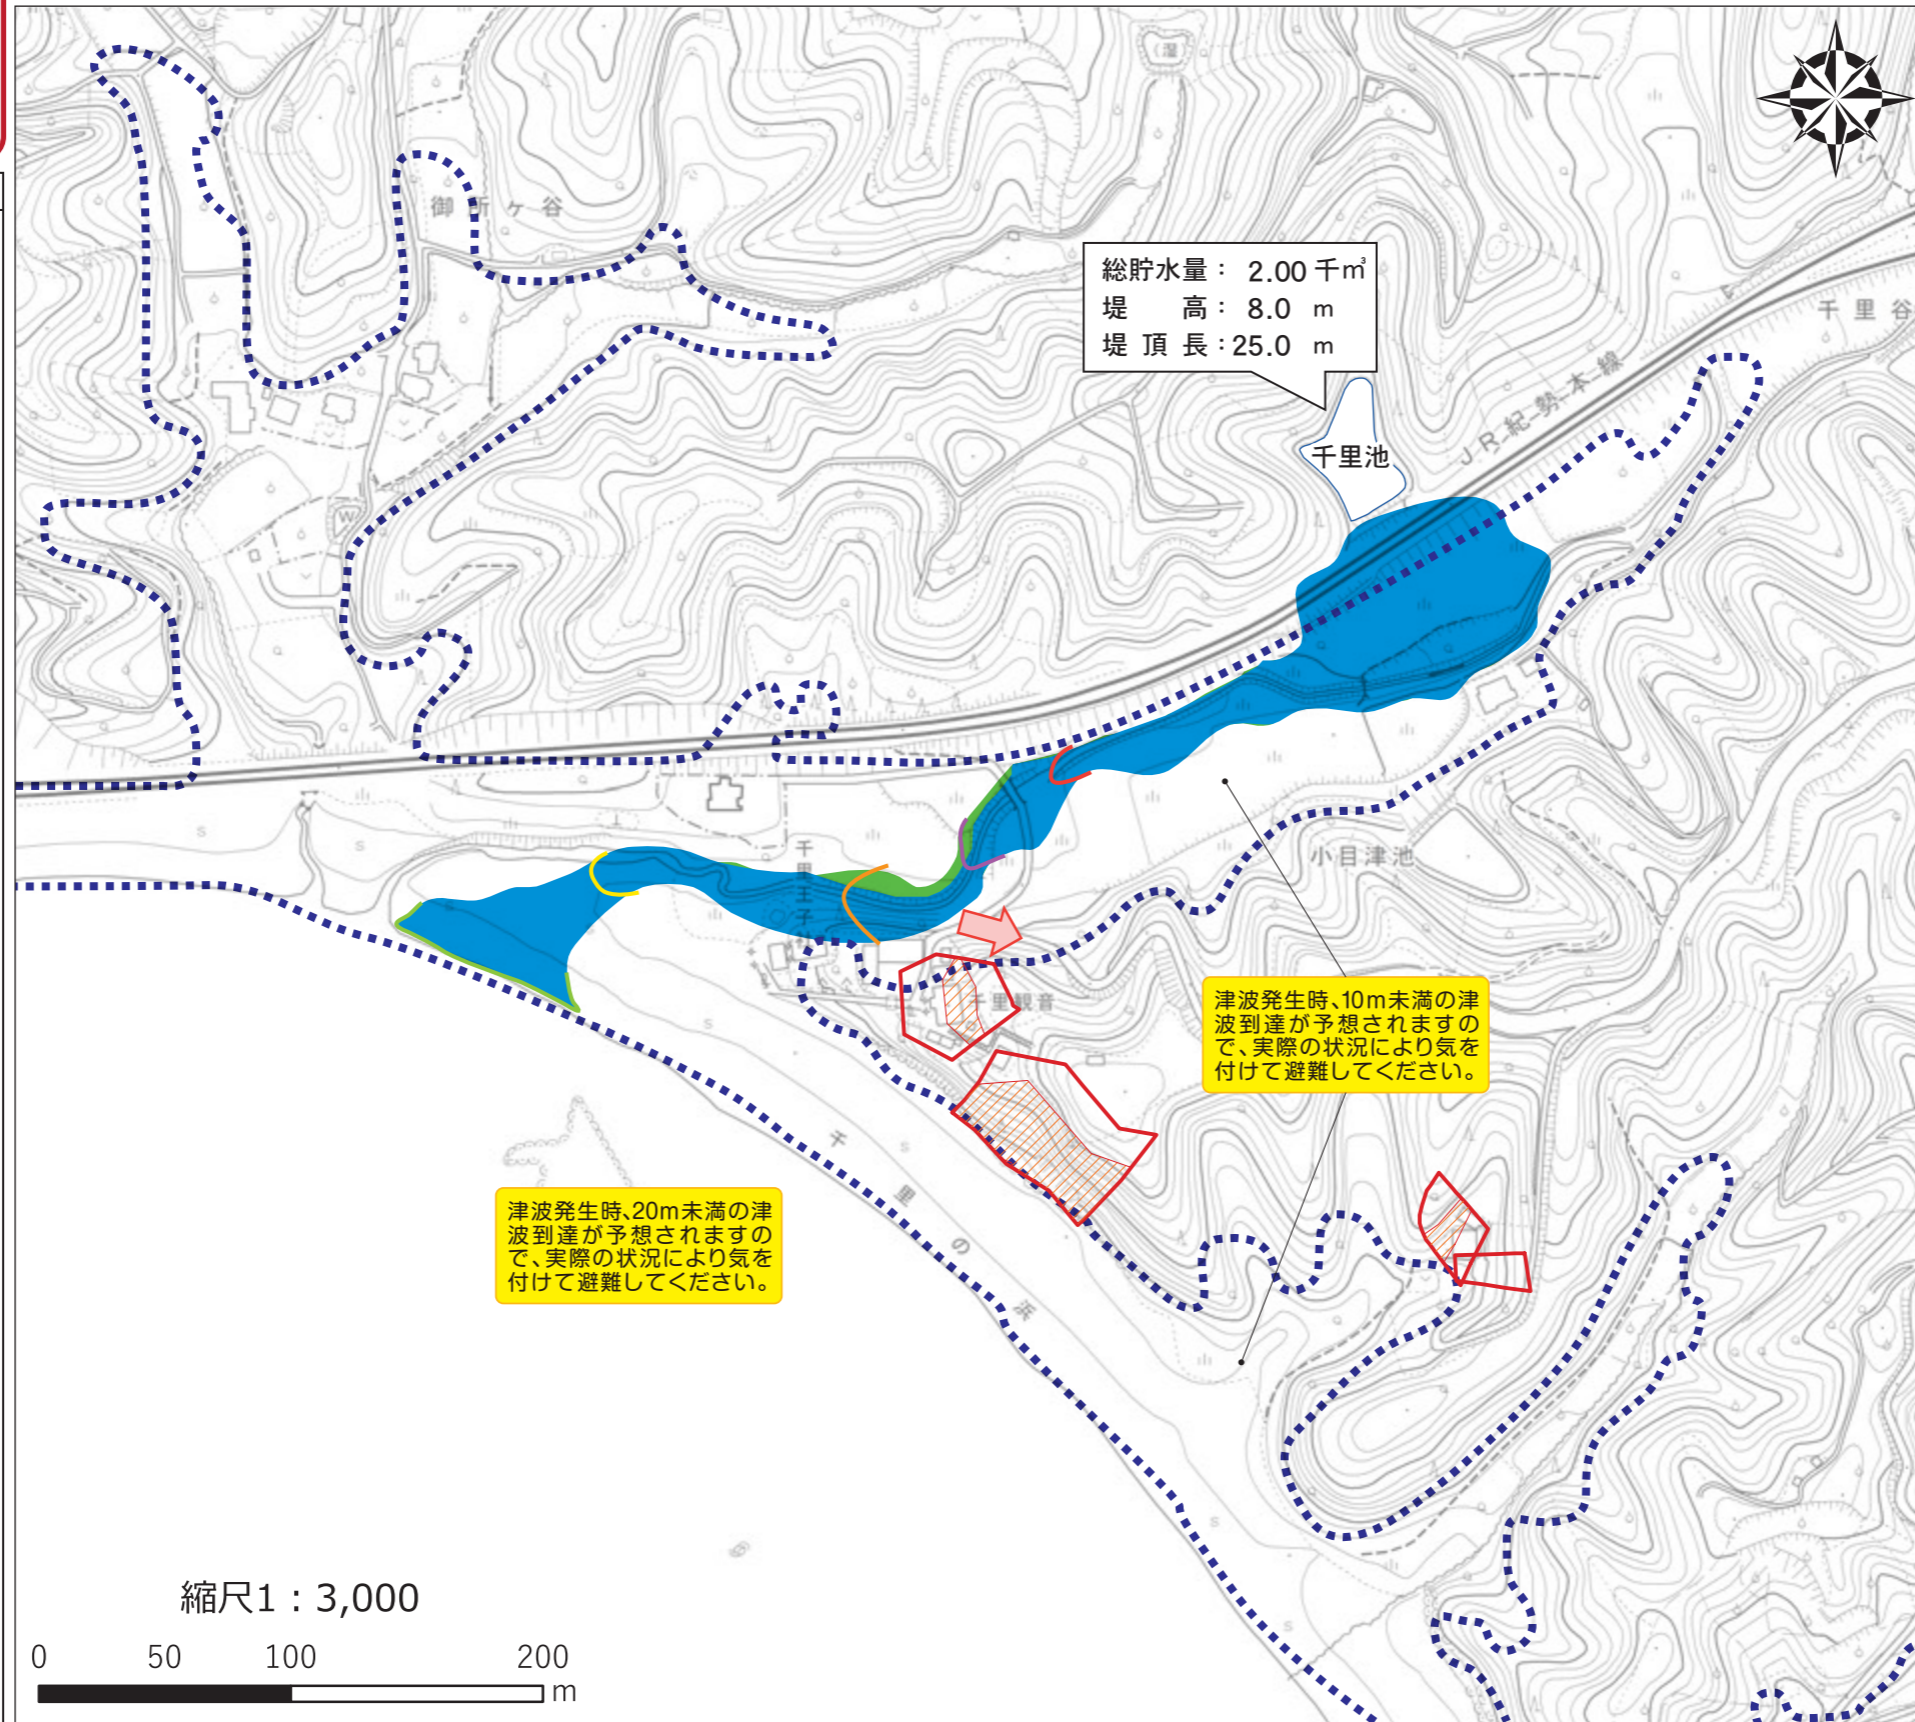 (湿)
御所ヶ谷
総貯水量： 2.00 千㎥
堤　高： 8.0 m
堤頂長：25.0 m
千里谷
JR紀勢本線
千里池
W
千里王子
小目津池
千里観音
津波発生時、10m未満の津
波到達が予想されますの
で、実際の状況により気を
付けて避難してください。
津波発生時、20m未満の津
波到達が予想されますの
で、実際の状況により気を
付けて避難してください。
千里の浜
縮尺1：3,000
0 50 100 200
m